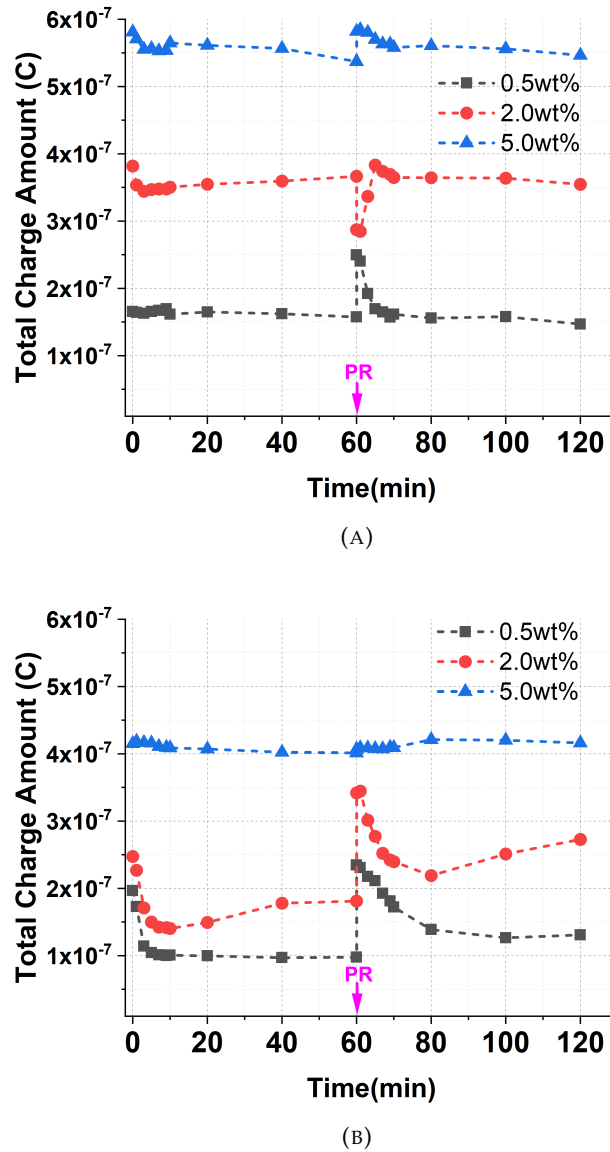 6x10⁻⁷
5x10⁻⁷
4x10⁻⁷
3x10⁻⁷
2x10⁻⁷
1x10⁻⁷
Total Charge Amount (C)
0.5wt%
2.0wt%
5.0wt%
PR
0 20 40 60 80 100 120
Time(min)
(A)
6x10⁻⁷
5x10⁻⁷
4x10⁻⁷
3x10⁻⁷
2x10⁻⁷
1x10⁻⁷
Total Charge Amount (C)
0.5wt%
2.0wt%
5.0wt%
PR
0 20 40 60 80 100 120
Time(min)
(B)